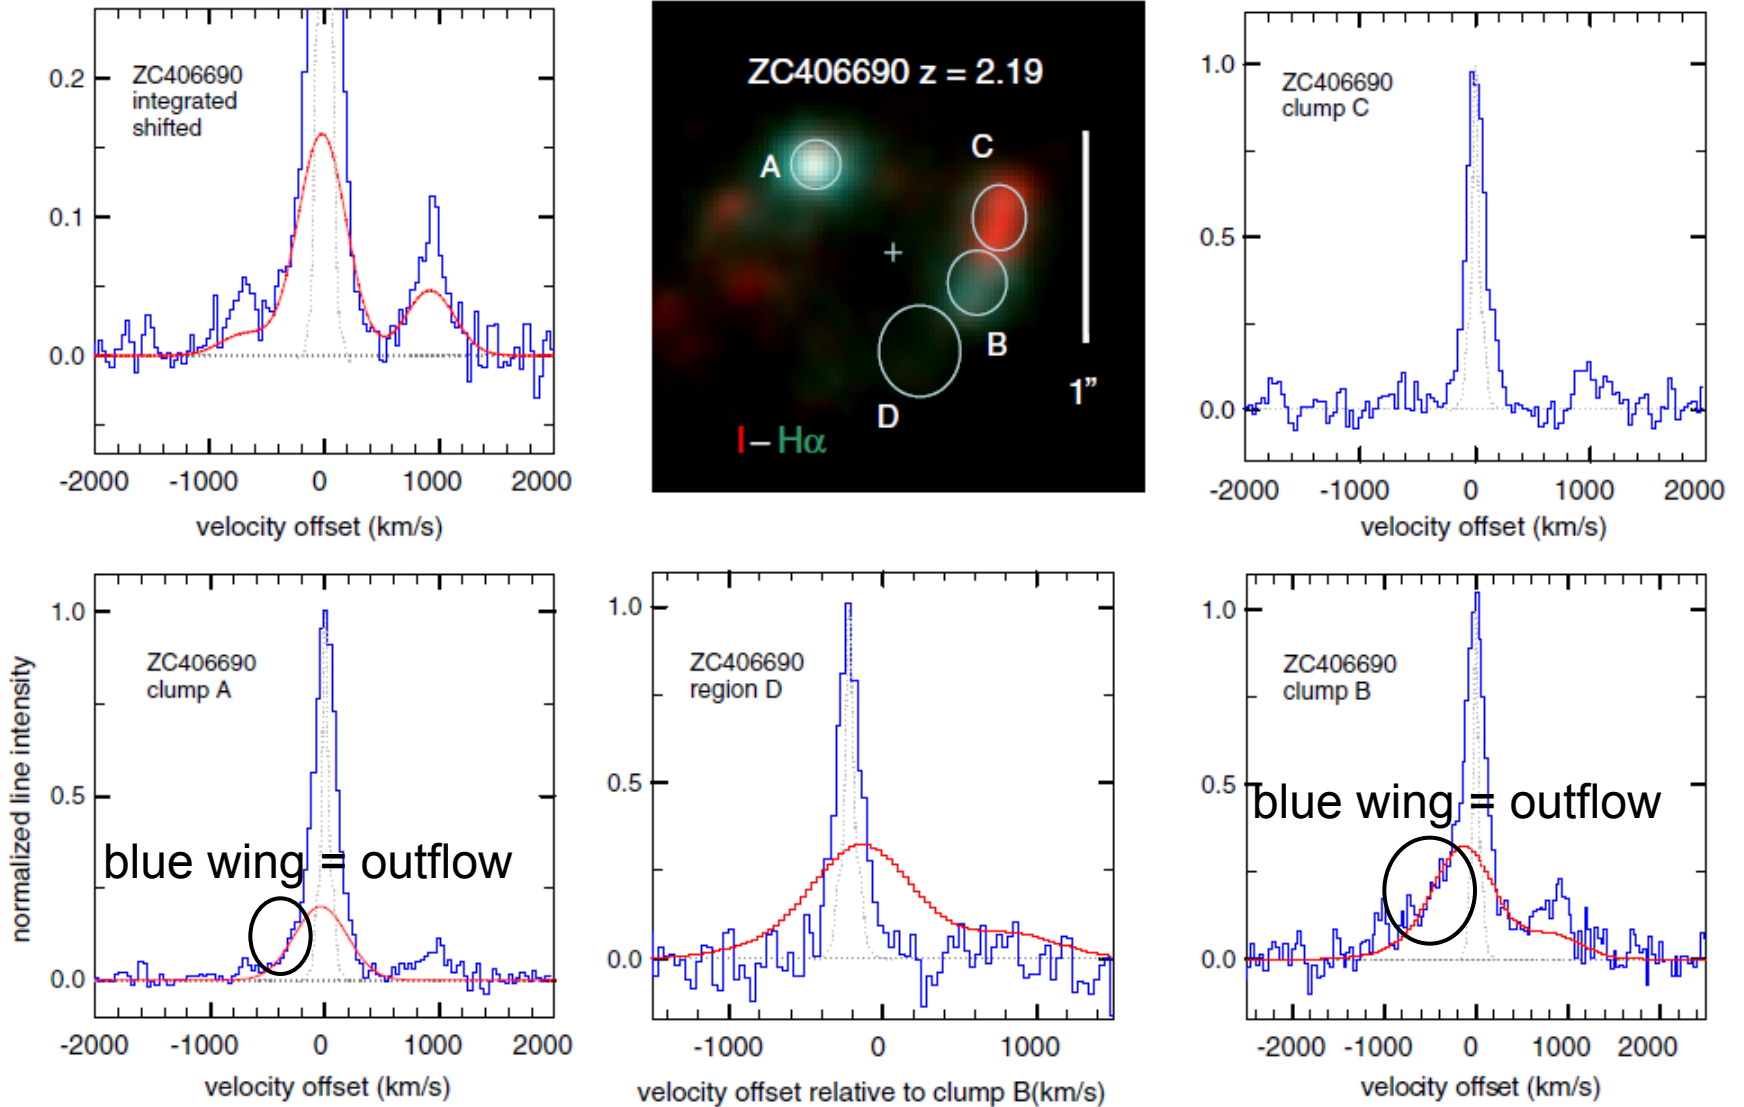 0.2
0.1
0.0
ZC406690
integrated
shifted
-2000 -1000 0 1000 2000
velocity offset (km/s)
ZC406690 z = 2.19
A
C
B
D
1”
I – Hα
1.0
0.5
0.0
ZC406690
clump C
-2000 -1000 0 1000 2000
velocity offset (km/s)
normalized line intensity
1.0
0.5
0.0
ZC406690
clump A
blue wing = outflow
-2000 -1000 0 1000 2000
velocity offset (km/s)
1.0
0.5
0.0
ZC406690
region D
-1000 0 1000
velocity offset relative to clump B(km/s)
1.0
0.5
0.0
ZC406690
clump B
blue wing = outflow
-2000 -1000 0 1000 2000
velocity offset (km/s)